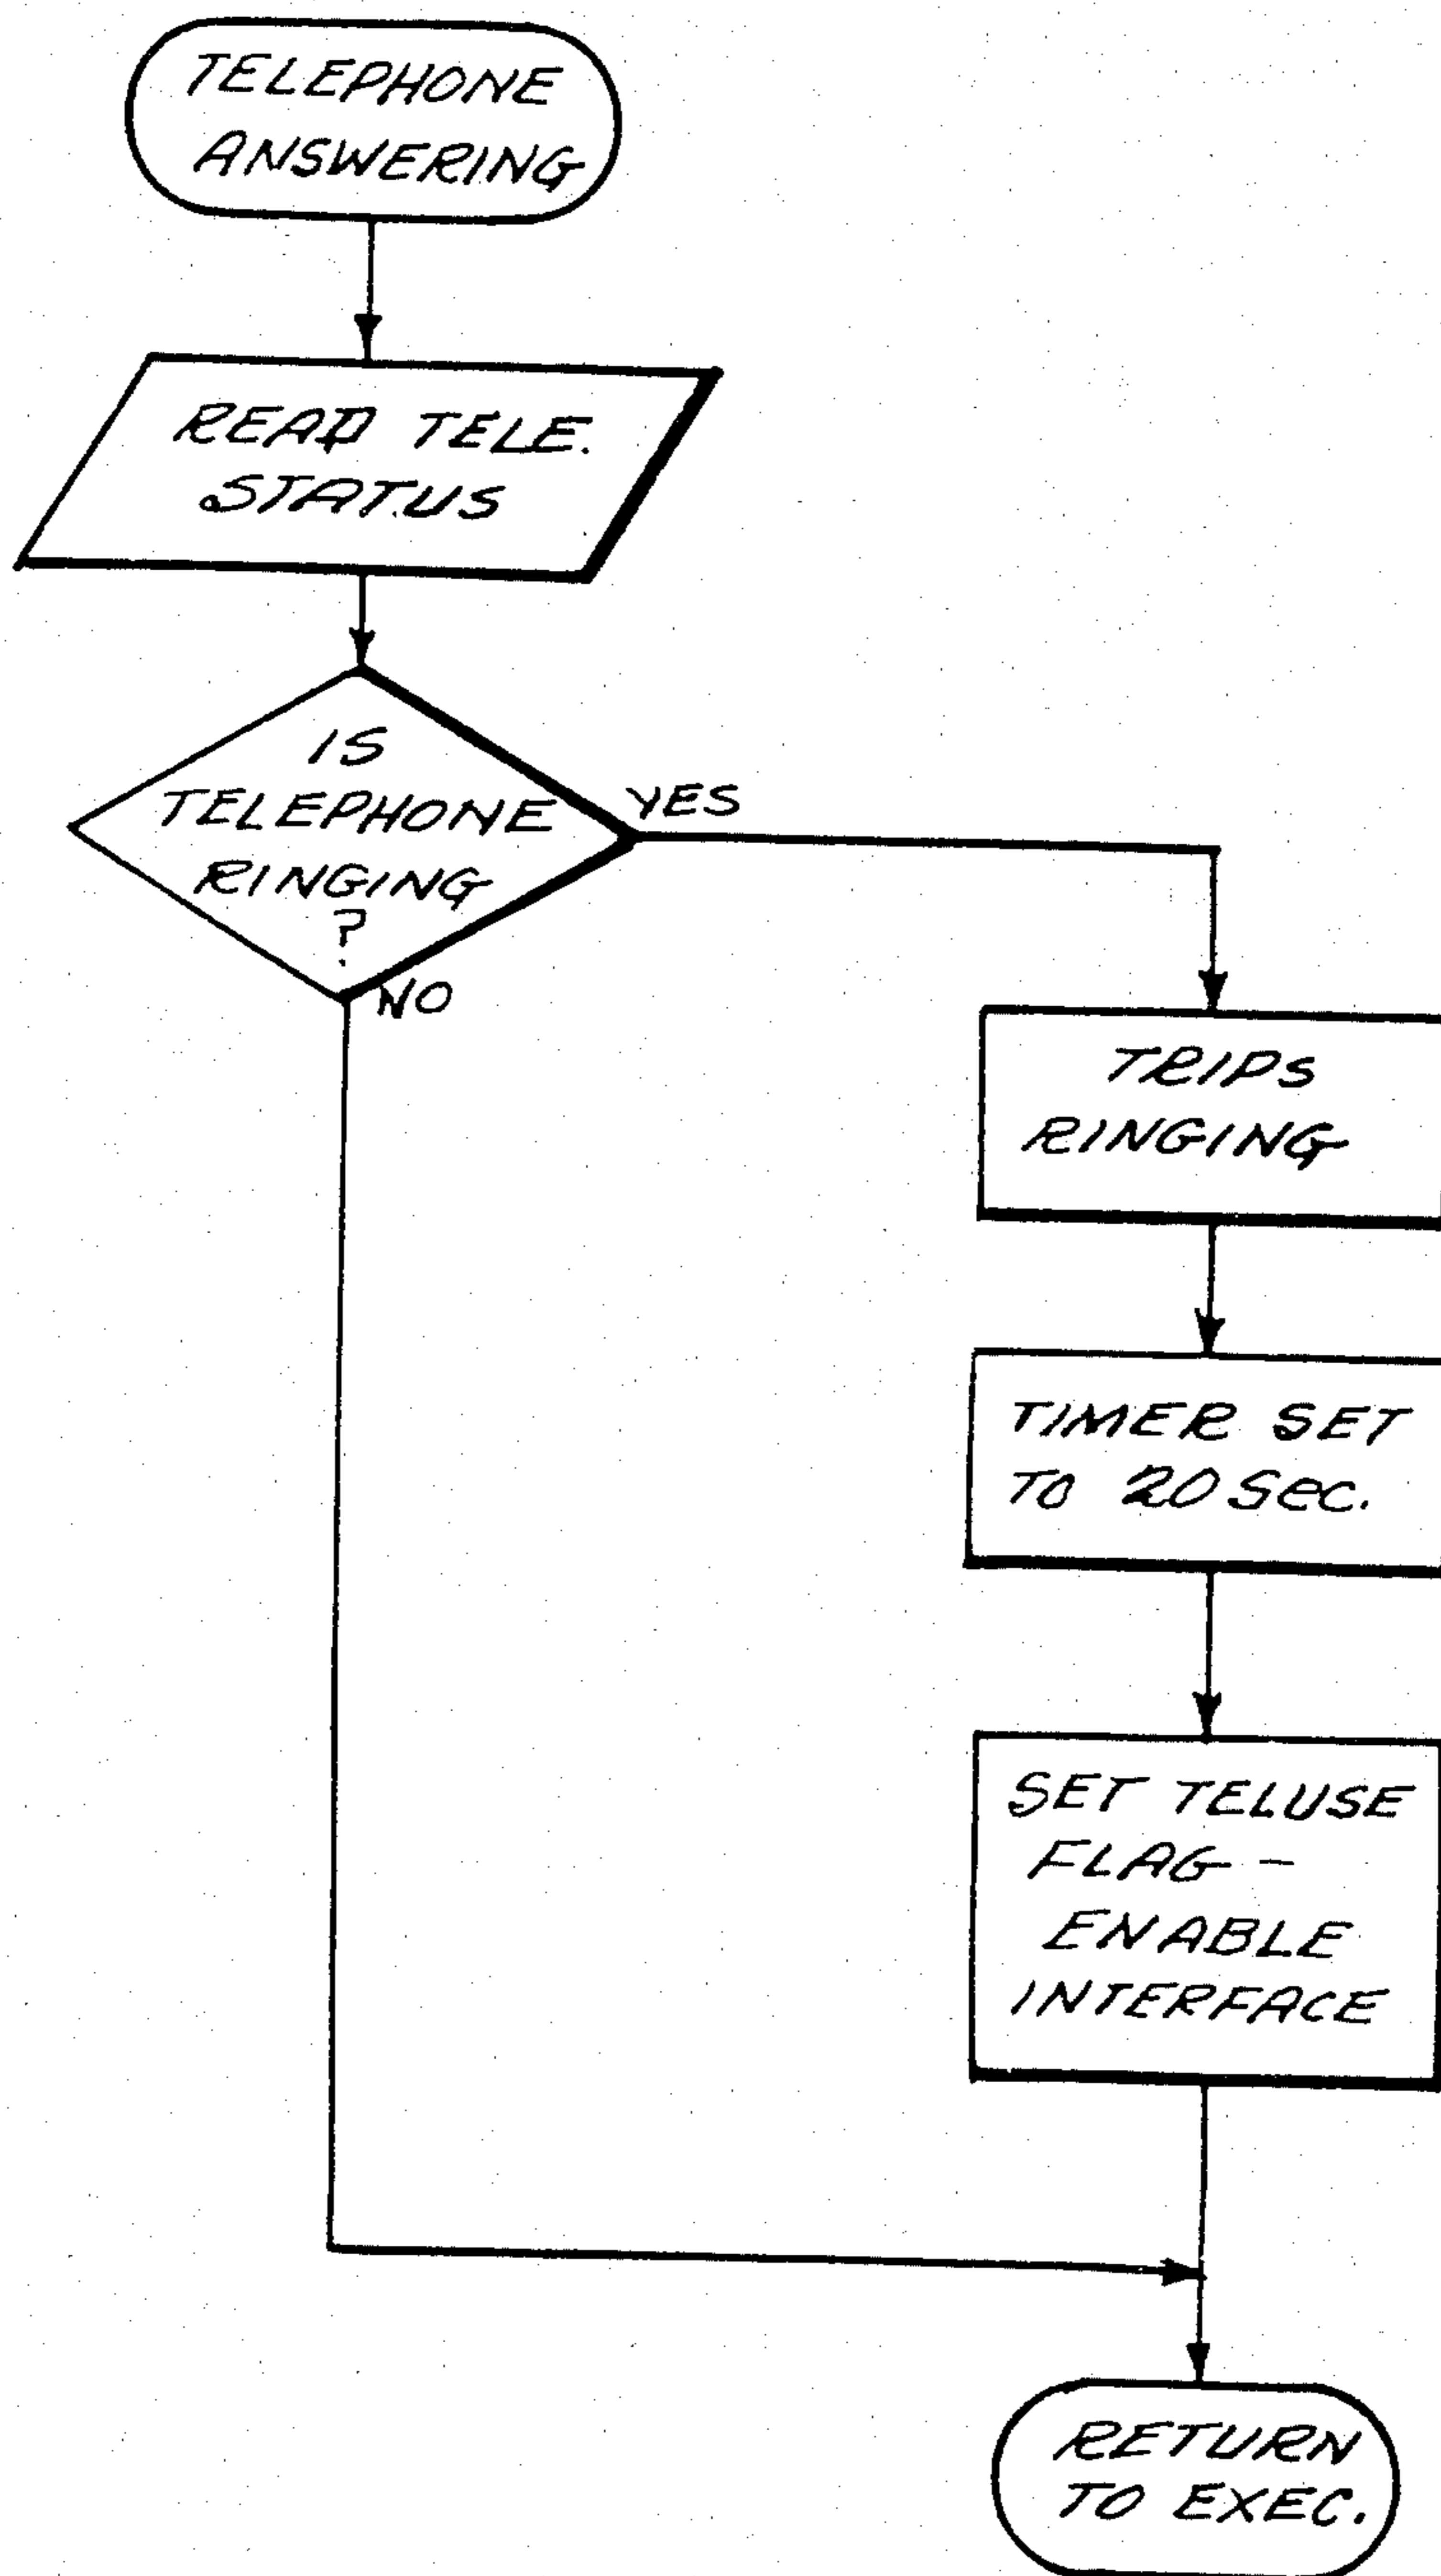 TELEPHONE
ANSWERING
READ TELE.
STATUS
IS
TELEPHONE
RINGING
?
YES
NO
TRIPS
RINGING
TIMER SET
TO 20 SEC.
SET TELUSE
FLAG -
ENABLE
INTERFACE
RETURN
TO EXEC.